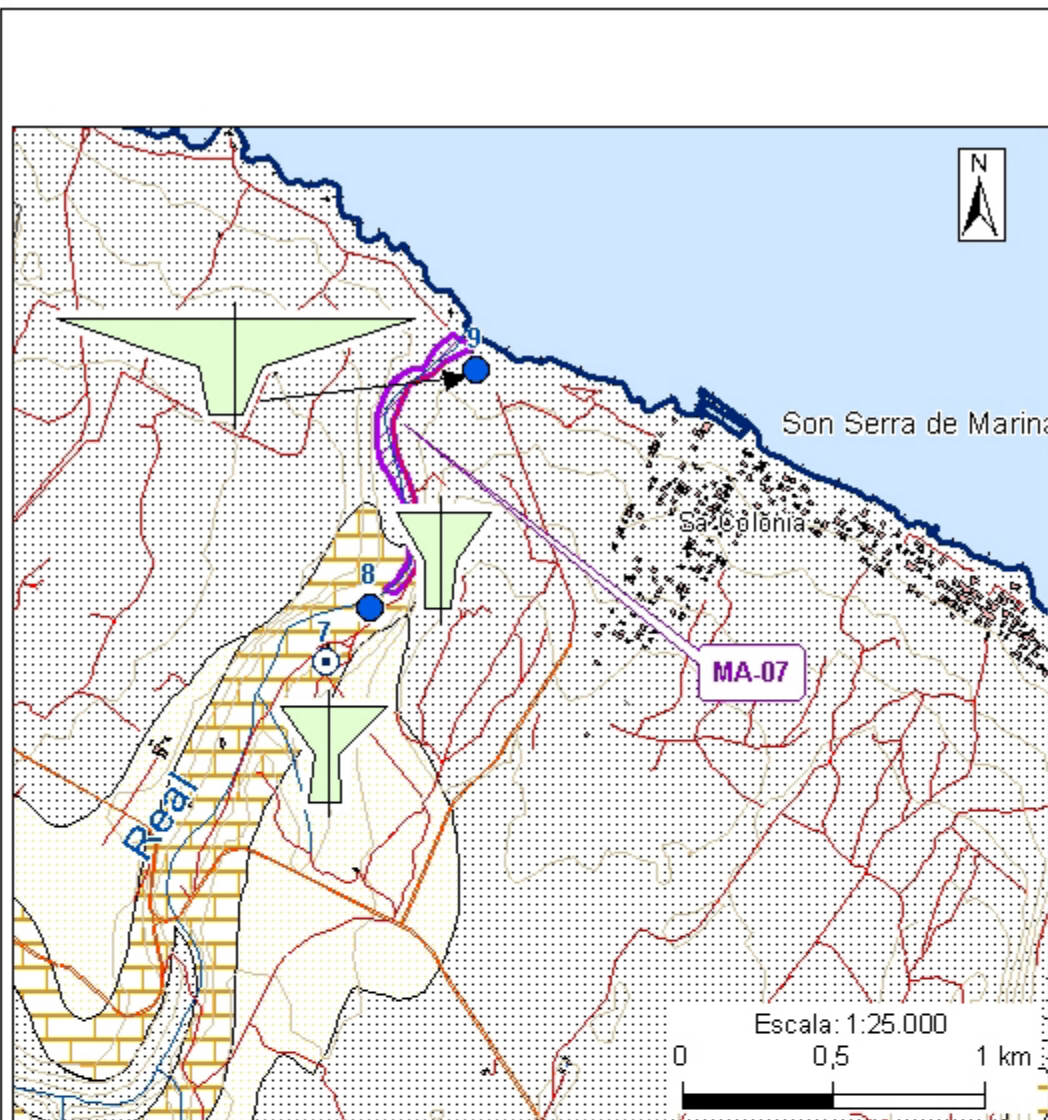 N
9
Son Serra de Marina
Sa Colònia
8
7
MA-07
Real
Escala: 1:25.000
0 0,5 1 km